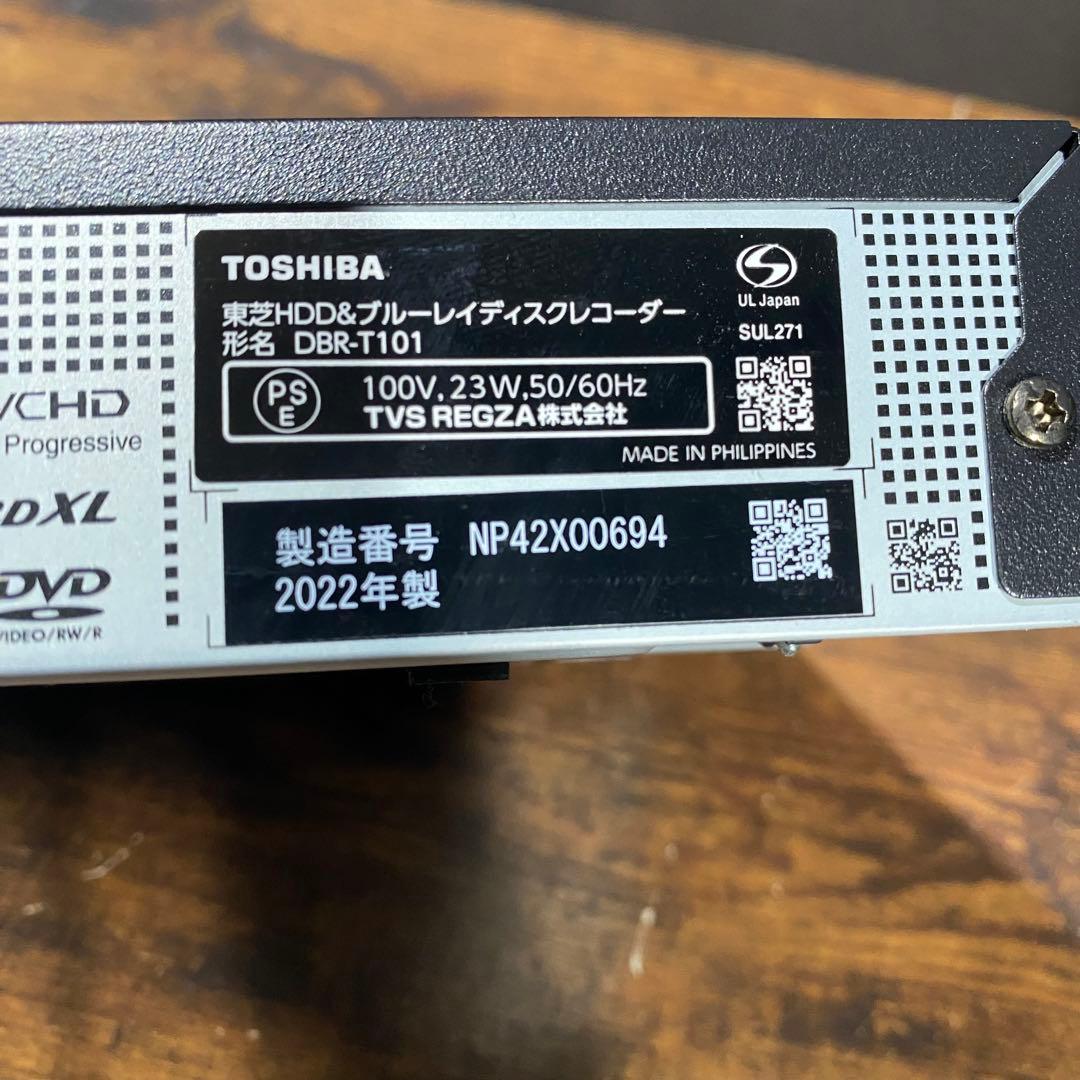 TOSHIBA
東芝HDD&ブルーレイディスクレコーダー
形名 DBR-T101
PS
E
100V, 23W, 50/60Hz
TVS REGZA株式会社
MADE IN PHILIPPINES
S
UL Japan
SUL271
製造番号 NP42X00694
2022年製
VCHD
Progressive
BDXL
DVD
VIDEO/RW/R